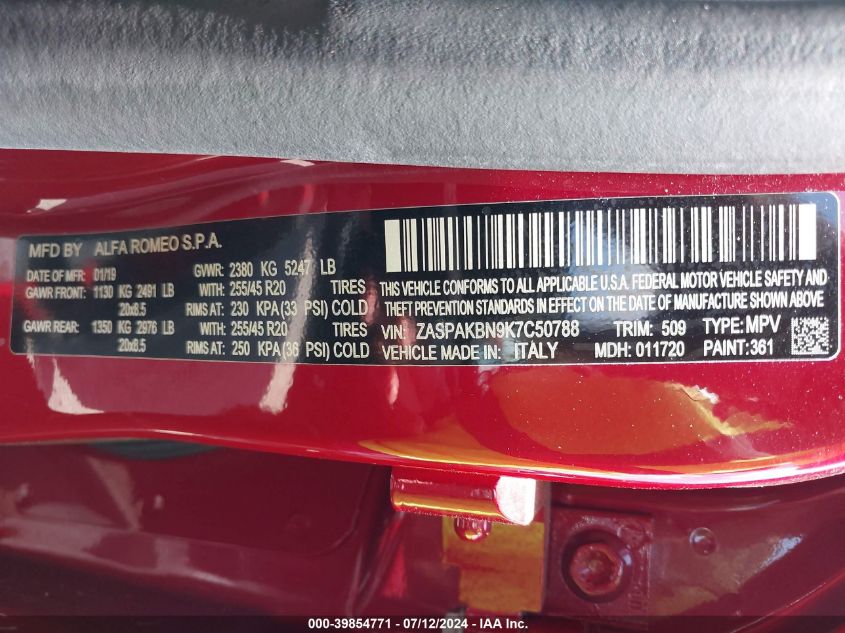 MFD BY ALFA ROMEO S.P.A.
DATE OF MFR: 01/19 GVWR: 2380 KG 5247 LB
GAWR FRONT: 1130 KG 2491 LB WITH: 255/45 R20 TIRES
20x8.5 RIMS AT: 230 KPA (33 PSI) COLD
GAWR REAR: 1350 KG 2976 LB WITH: 255/45 R20 TIRES
20x8.5 RIMS AT: 250 KPA (36 PSI) COLD
THIS VEHICLE CONFORMS TO ALL APPLICABLE U.S.A. FEDERAL MOTOR VEHICLE SAFETY AND
THEFT PREVENTION STANDARDS IN EFFECT ON THE DATE OF MANUFACTURE SHOWN ABOVE
VIN: ZASPAKBN9K7C50788 TRIM: 509 TYPE: MPV
VEHICLE MADE IN: ITALY MDH: 011720 PAINT: 361
000-39854771 - 07/12/2024 - IAA Inc.